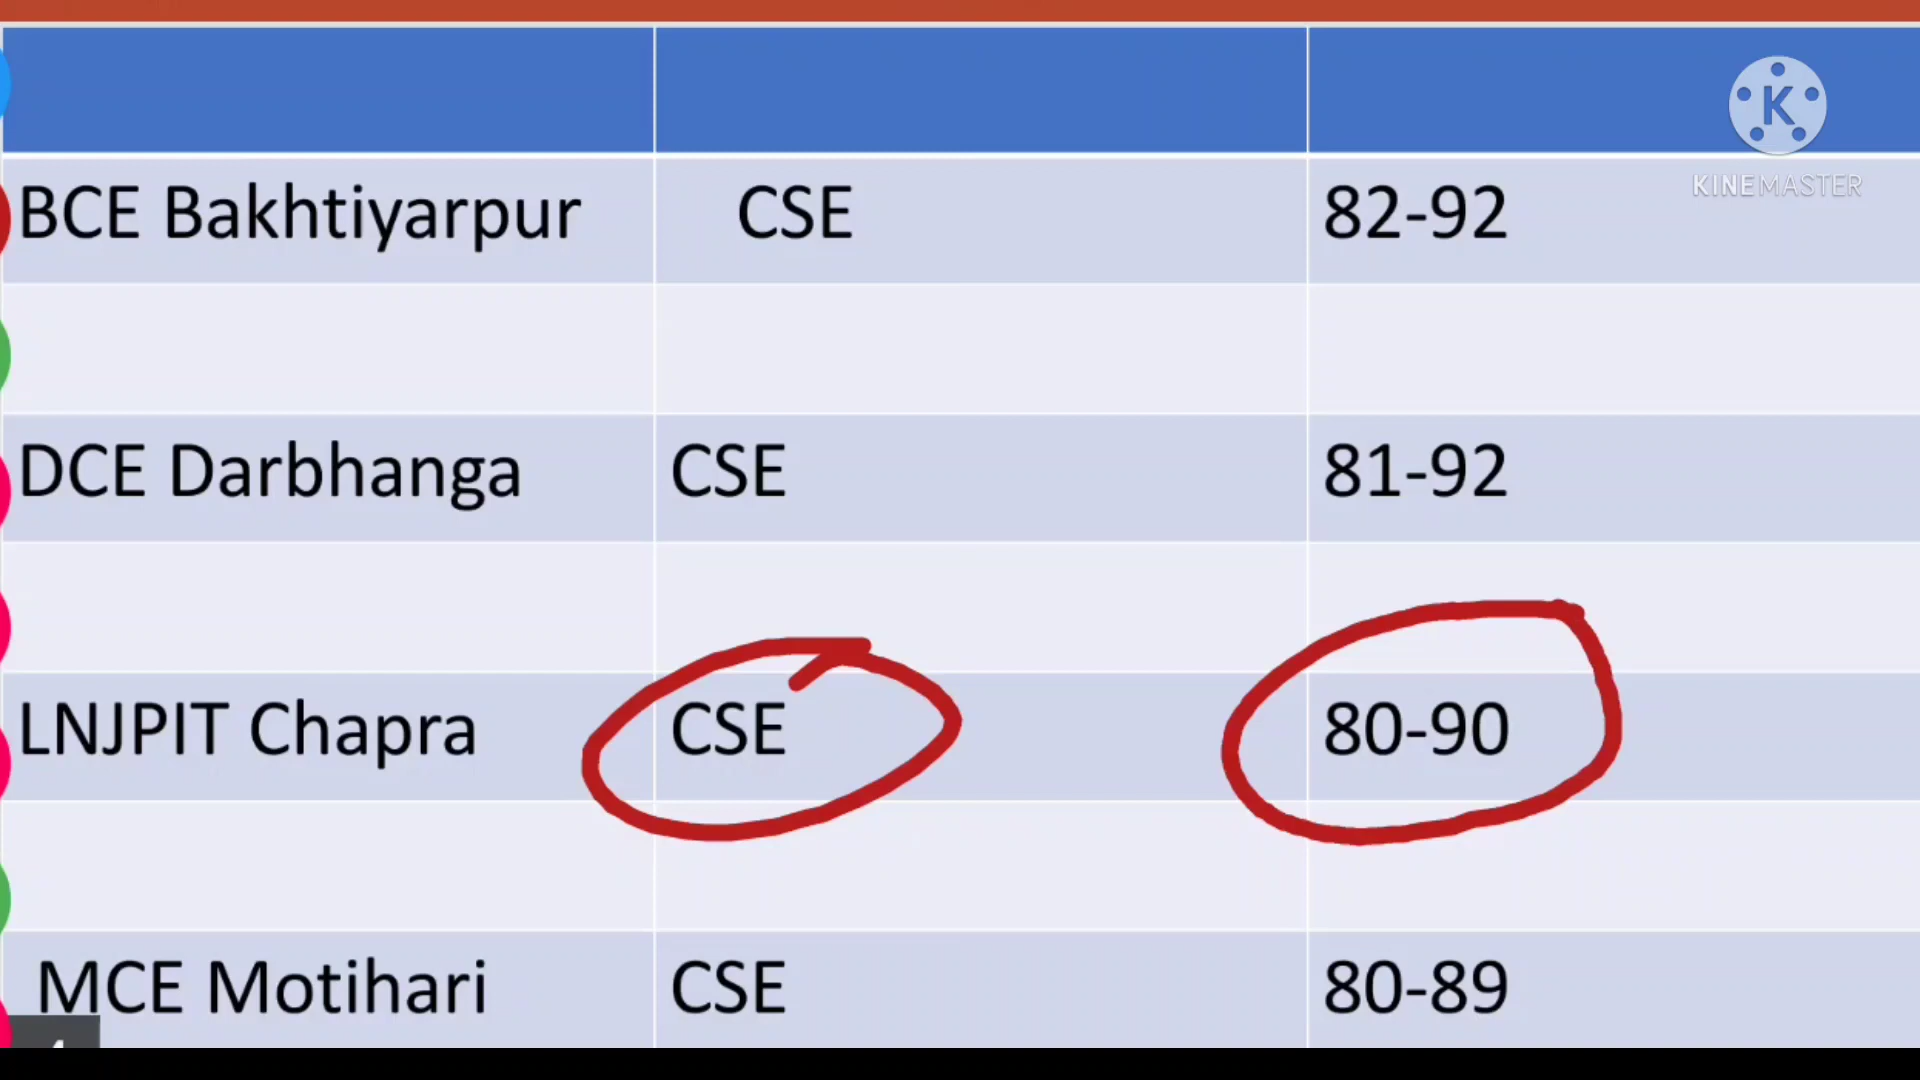 K
KINEMASTER
BCE Bakhtiyarpur CSE 82-92
DCE Darbhanga CSE 81-92
LNJPIT Chapra CSE 80-90
MCE Motihari CSE 80-89